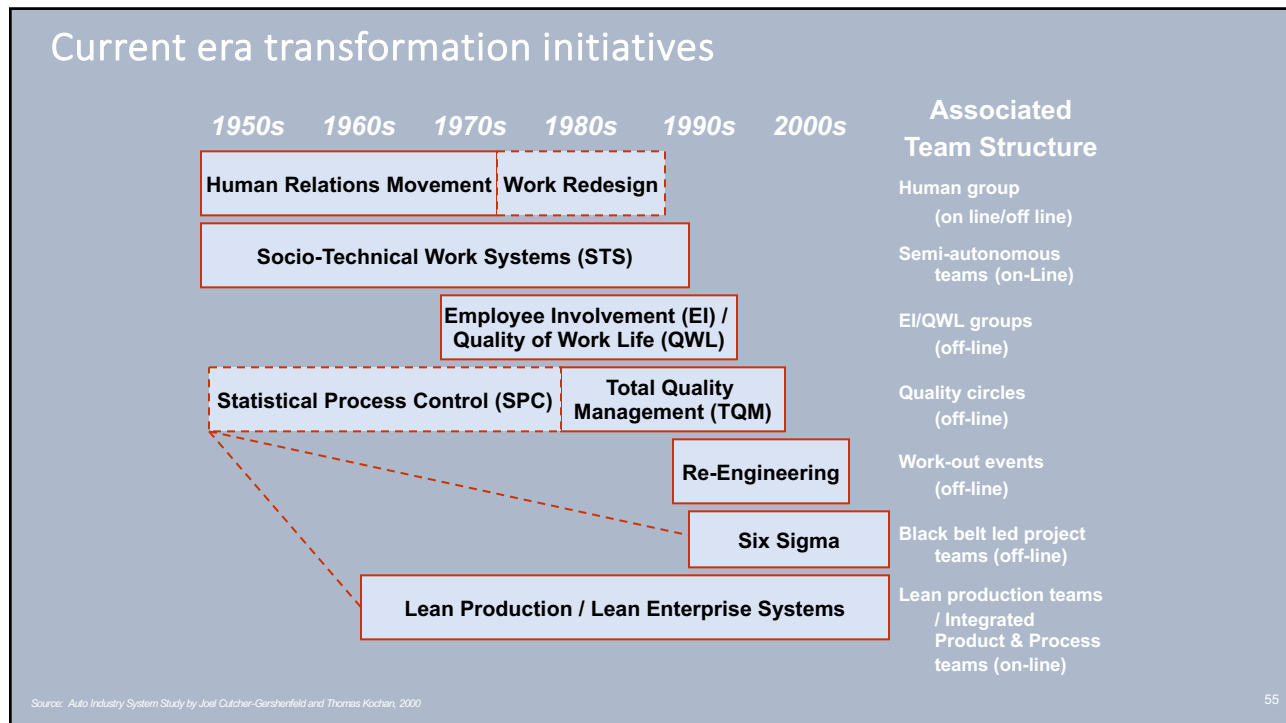 Current era transformation initiatives
1950s 1960s 1970s 1980s 1990s 2000s
Associated
Team Structure
Human Relations Movement
Work Redesign
Human group
(on line/off line)
Socio-Technical Work Systems (STS)
Semi-autonomous
teams (on-Line)
Employee Involvement (EI) /
Quality of Work Life (QWL)
EI/QWL groups
(off-line)
Statistical Process Control (SPC)
Total Quality
Management (TQM)
Quality circles
(off-line)
Re-Engineering
Work-out events
(off-line)
Six Sigma
Black belt led project
teams (off-line)
Lean Production / Lean Enterprise Systems
Lean production teams
/ Integrated
Product & Process
teams (on-line)
Source: Auto Industry System Study by Joel Cutcher-Gershenfeld and Thomas Kochan, 2000
55